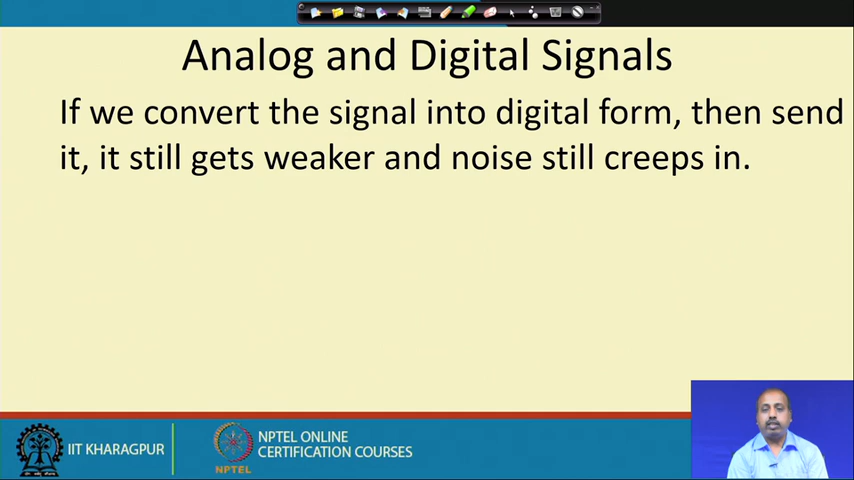 Analog and Digital Signals
If we convert the signal into digital form, then send
it, it still gets weaker and noise still creeps in.
IIT KHARAGPUR
NPTEL
NPTEL ONLINE
CERTIFICATION COURSES